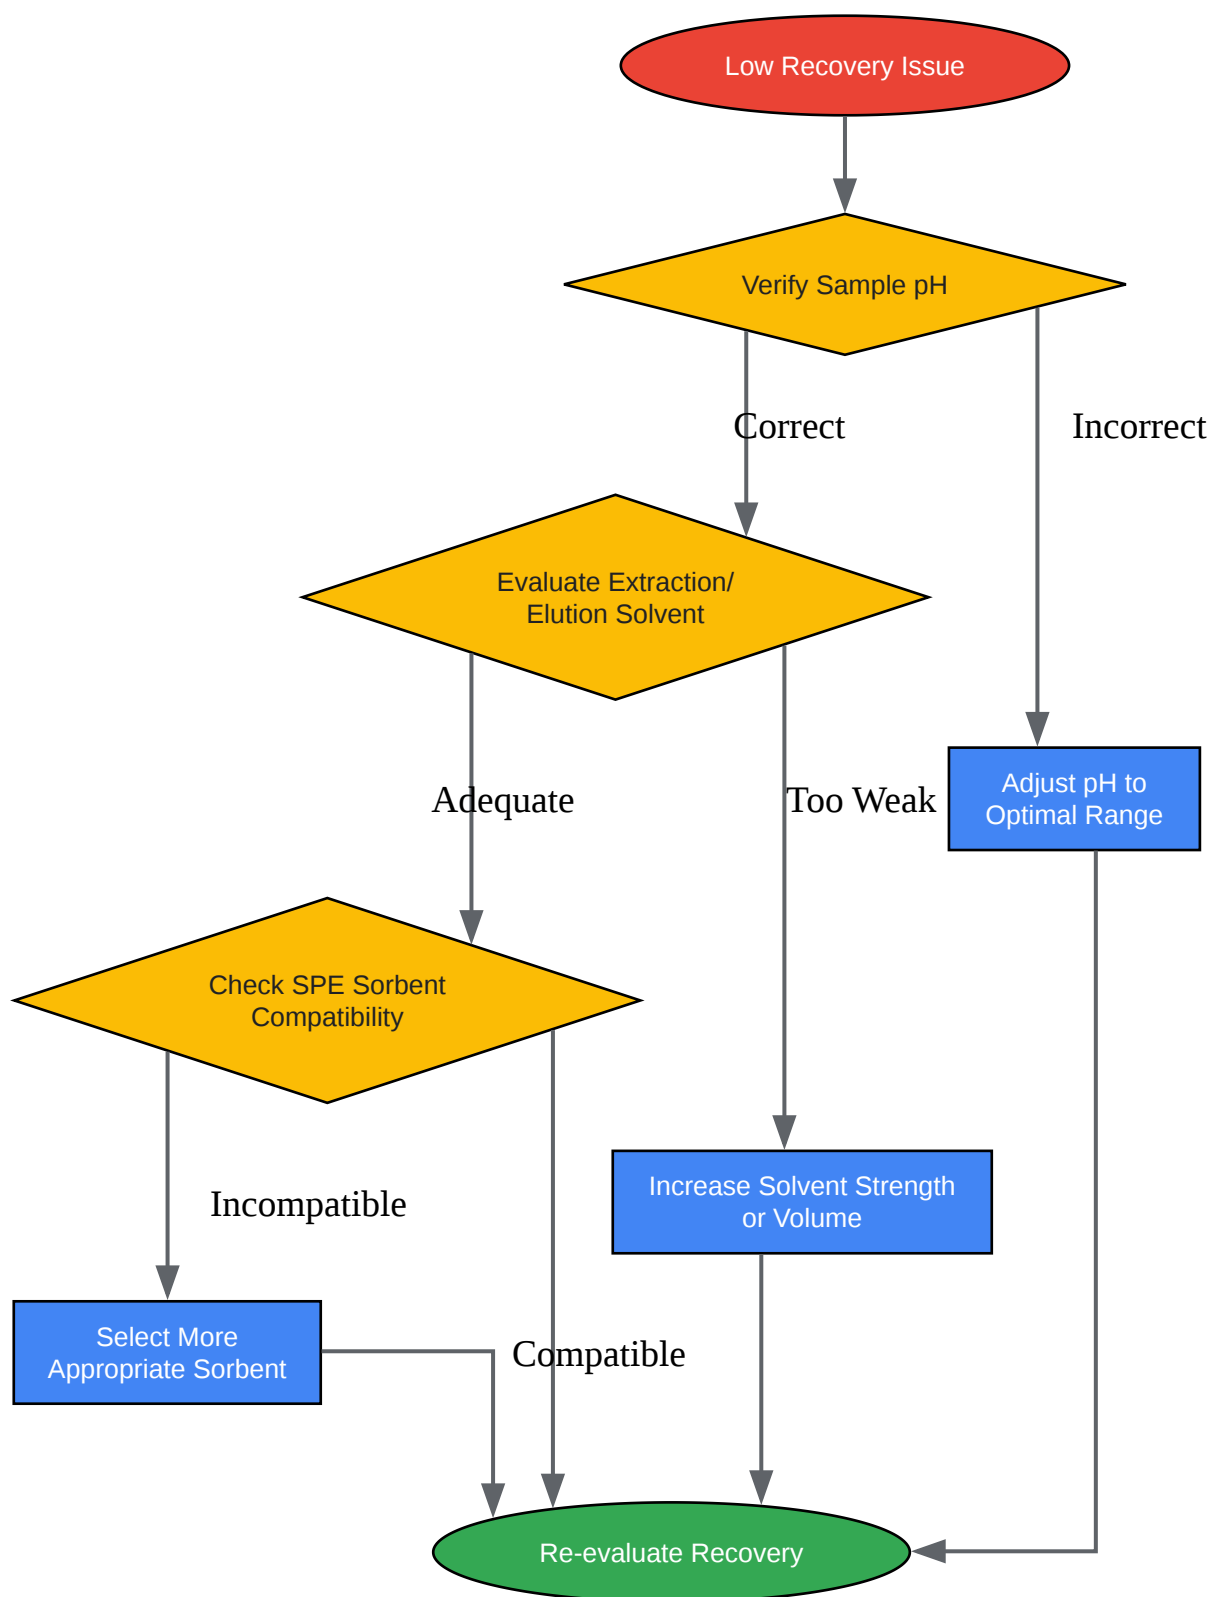 Low Recovery Issue
Verify Sample pH
Correct
Incorrect
Evaluate Extraction/
Elution Solvent
Adequate
Too Weak
Adjust pH to
Optimal Range
Check SPE Sorbent
Compatibility
Incompatible
Increase Solvent Strength
or Volume
Select More
Appropriate Sorbent
Compatible
Re-evaluate Recovery